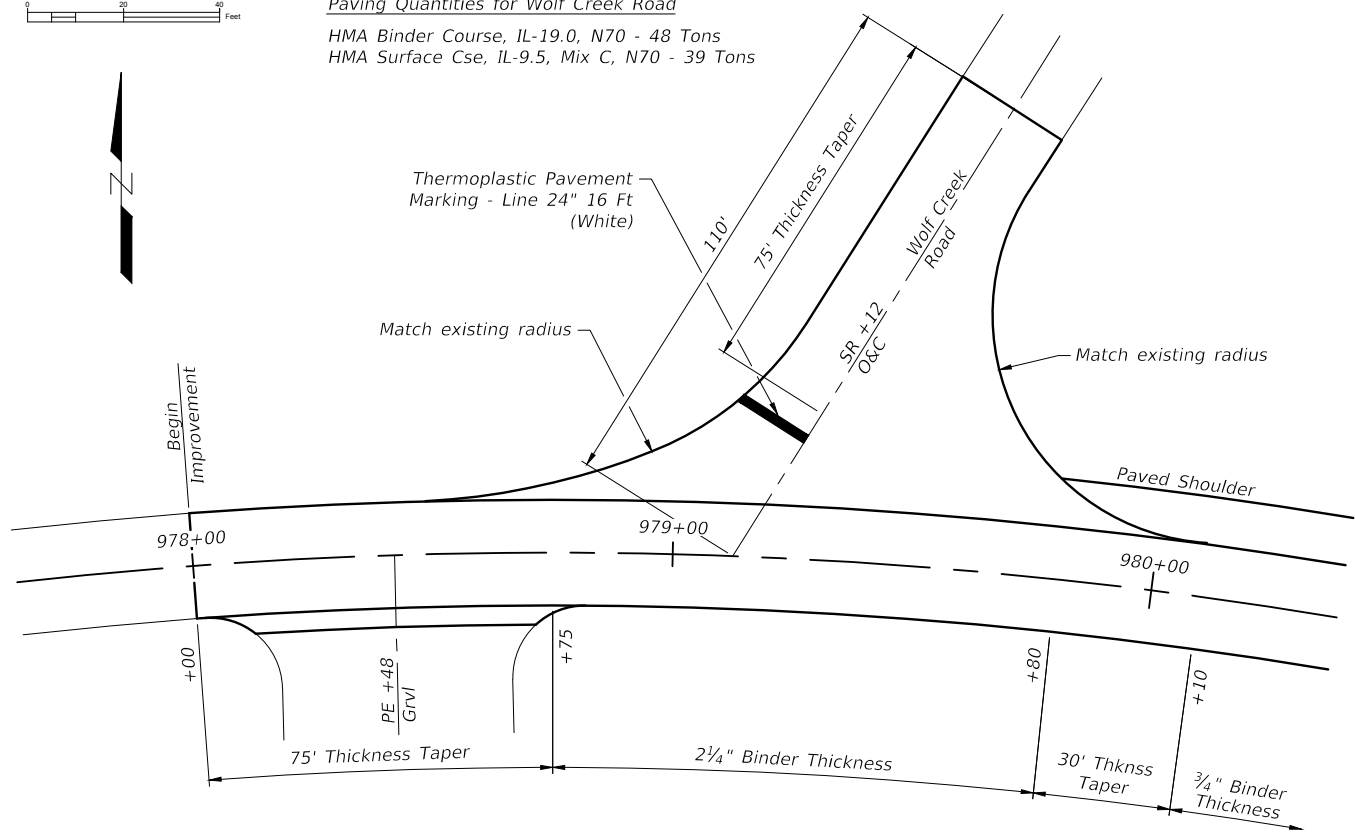 0 20 40
Feet
Paving Quantities for Wolf Creek Road
HMA Binder Course, IL-19.0, N70 - 48 Tons
HMA Surface Cse, IL-9.5, Mix C, N70 - 39 Tons
N
Thermoplastic Pavement
Marking - Line 24" 16 Ft
(White)
110'
75' Thickness Taper
Wolf Creek
Road
SR +12
O&C
Match existing radius
Match existing radius
Begin
Improvement
Paved Shoulder
978+00
979+00
980+00
+00
PE +48
Grvl
+75
+80
+10
75' Thickness Taper
2¼" Binder Thickness
30' Thknss
Taper
¾" Binder
Thickness